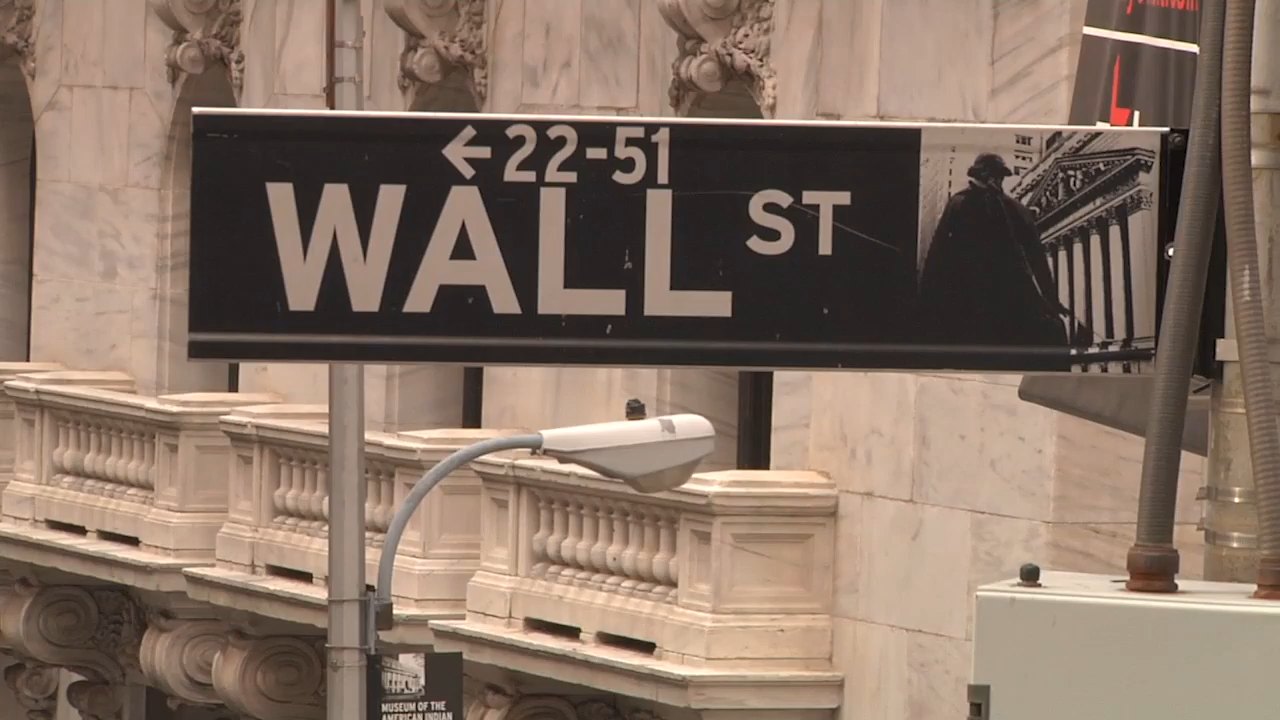 ←22-51
WALL ST
MUSEUM OF THE
AMERICAN INDIAN